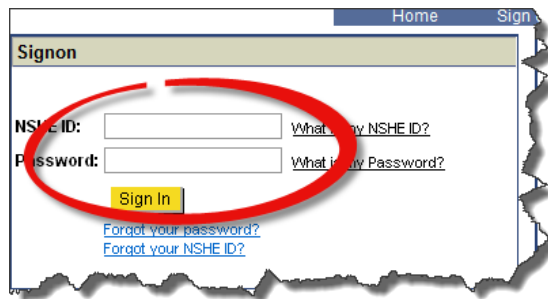 Home Sign
Signon
NSHE ID: What is my NSHE ID?
Password: What is my Password?
Sign In
Forgot your password?
Forgot your NSHE ID?